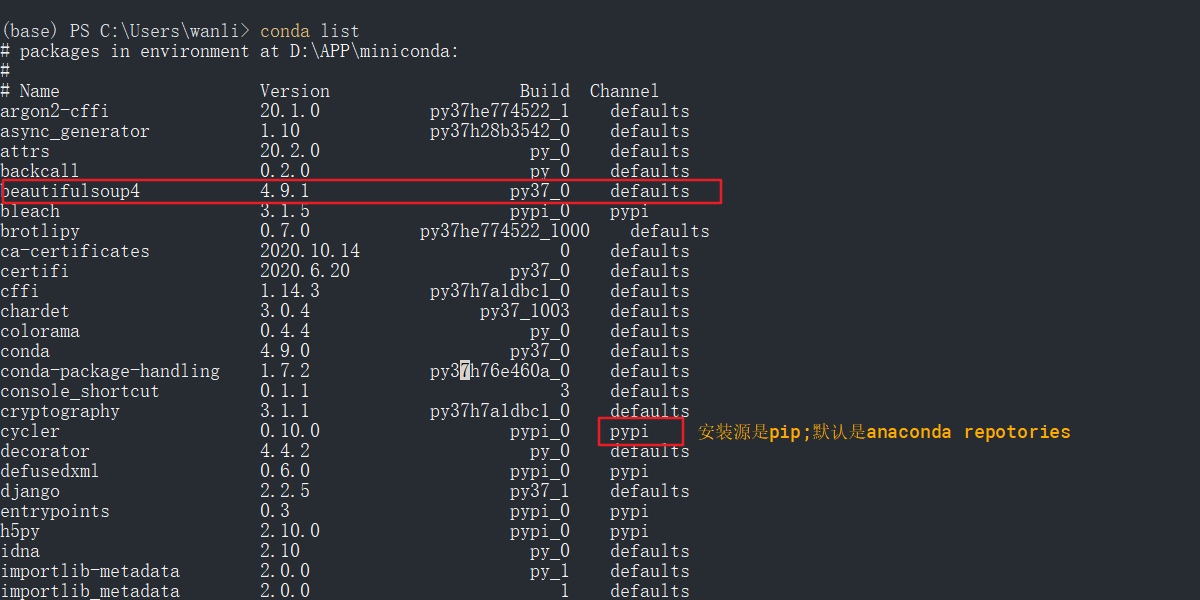 (base) PS C:\Users\wanli> conda list
# packages in environment at D:\APP\miniconda:
#
# Name Version Build Channel
argon2-cffi 20.1.0 py37he774522_1 defaults
async_generator 1.10 py37h28b3542_0 defaults
attrs 20.2.0 py_0 defaults
backcall 0.2.0 py_0 defaults
beautifulsoup4 4.9.1 py37_0 defaults
bleach 3.1.5 pypi_0 pypi
brotlipy 0.7.0 py37he774522_1000 defaults
ca-certificates 2020.10.14 0 defaults
certifi 2020.6.20 py37_0 defaults
cffi 1.14.3 py37h7a1dbc1_0 defaults
chardet 3.0.4 py37_1003 defaults
colorama 0.4.4 py_0 defaults
conda 4.9.0 py37_0 defaults
conda-package-handling 1.7.2 py37h76e460a_0 defaults
console_shortcut 0.1.1 3 defaults
cryptography 3.1.1 py37h7a1dbc1_0 defaults
cycler 0.10.0 pypi_0 pypi 安装源是pip;默认是anaconda repotories
decorator 4.4.2 py_0 defaults
defusedxml 0.6.0 pypi_0 pypi
django 2.2.5 py37_1 defaults
entrypoints 0.3 pypi_0 pypi
h5py 2.10.0 pypi_0 pypi
idna 2.10 py_0 defaults
importlib-metadata 2.0.0 py_1 defaults
importlib_metadata 2.0.0 1 defaults